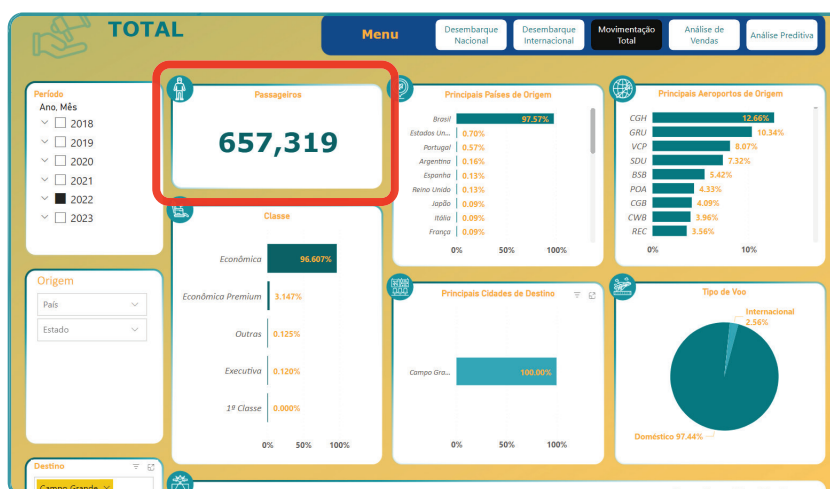 TOTAL
Menu
Desembarque
Nacional
Desembarque
Internacional
Movimentação
Total
Análise de
Vendas
Análise Preditiva
Período
Ano, Mês
2018
2019
2020
2021
2022
2023
Passageiros
657,319
Principais Países de Origem
Brasil 97.57%
Estados Un... 0.70%
Portugal 0.57%
Argentina 0.16%
Espanha 0.13%
Reino Unido 0.13%
Japão 0.09%
Itália 0.09%
França 0.09%
0% 50% 100%
Principais Aeroportos de Origem
CGH 12.66%
GRU 10.34%
VCP 8.07%
SDU 7.32%
BSB 5.42%
POA 4.33%
CGB 4.09%
CWB 3.96%
REC 3.56%
0% 10%
Origem
País
Estado
Classe
Econômica 96.607%
Econômica Premium 3.147%
Outras 0.125%
Executiva 0.120%
1ª Classe 0.000%
0% 50% 100%
Principais Cidades de Destino
Campo Gra... 100.00%
0% 50% 100%
Tipo de Voo
Internacional
2.56%
Doméstico 97.44%
Destino
Campo Grande